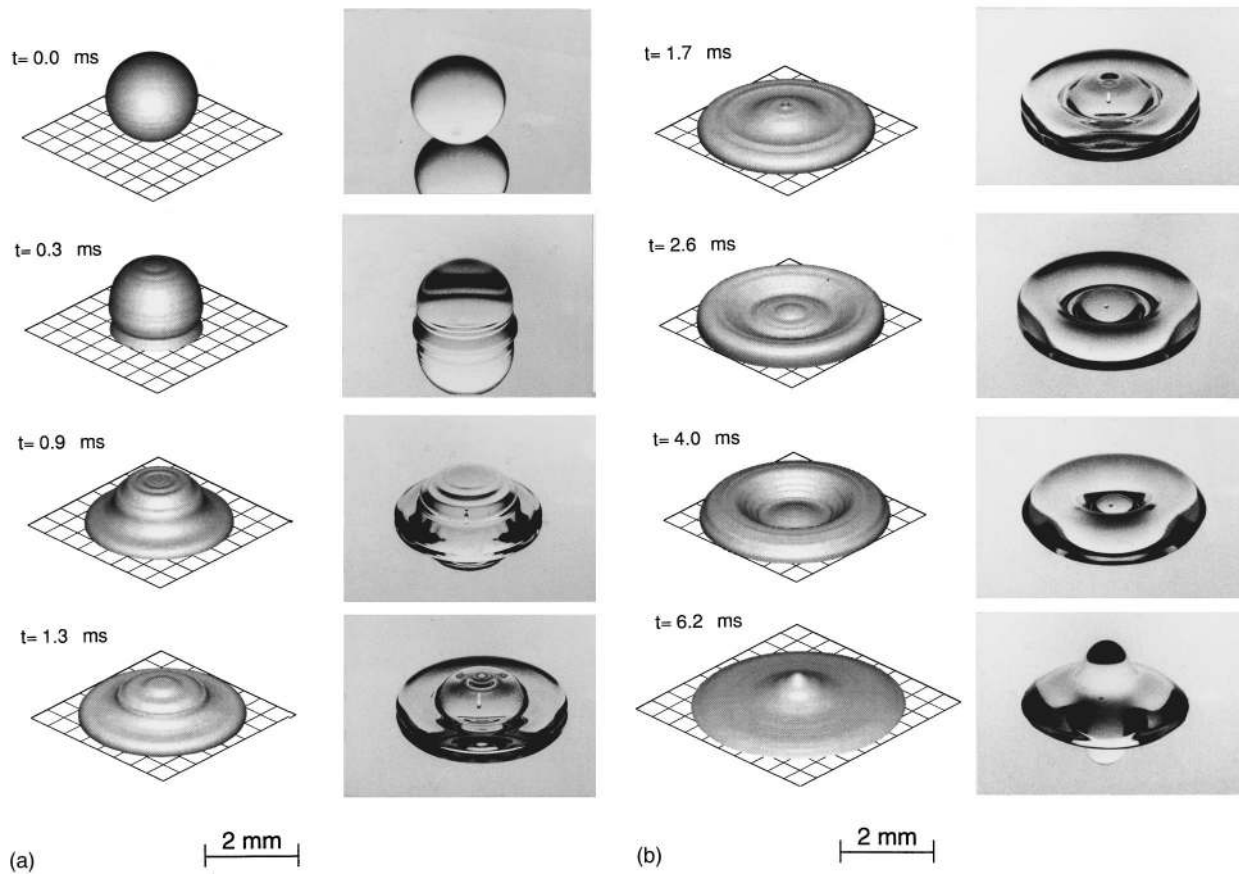 t= 0.0 ms
t= 0.3 ms
t= 0.9 ms
t= 1.3 ms
2 mm
(a)
t= 1.7 ms
t= 2.6 ms
t= 4.0 ms
t= 6.2 ms
2 mm
(b)